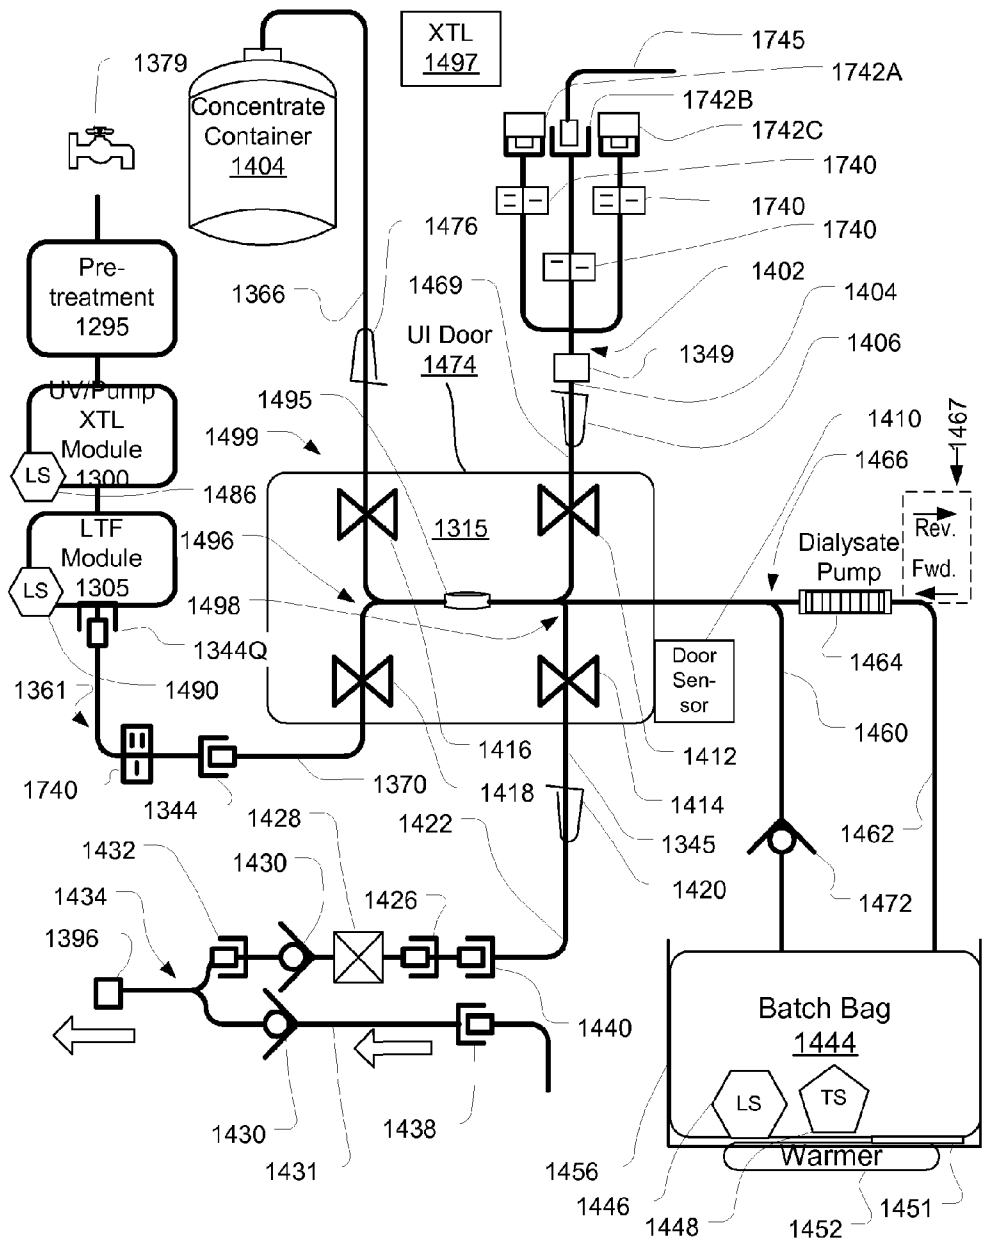 XTL
1497
1745
1379
1742A
1742B
1742C
Concentrate
Container
1404
1740
1740
1740
1476
1469
1402
1404
1366
Pre-
treatment
1295
UI Door
1474
1349
1406
UV/Pump
XTL
Module
1300
LS
1495
1499
1410
1466
1467
1486
LTF
Module
1305
LS
1496
1315
Dialysate
Pump
Rev.
Fwd.
1498
1344Q
1464
Door
Sen-
sor
1361
1490
1460
1416
1412
1740
1344
1370
1418
1414
1428
1422
1345
1462
1432
1430
1420
1434
1426
1472
1396
1440
Batch Bag
1444
LS
TS
1430
1438
1431
Warmer
1456
1446
1448
1452
1451